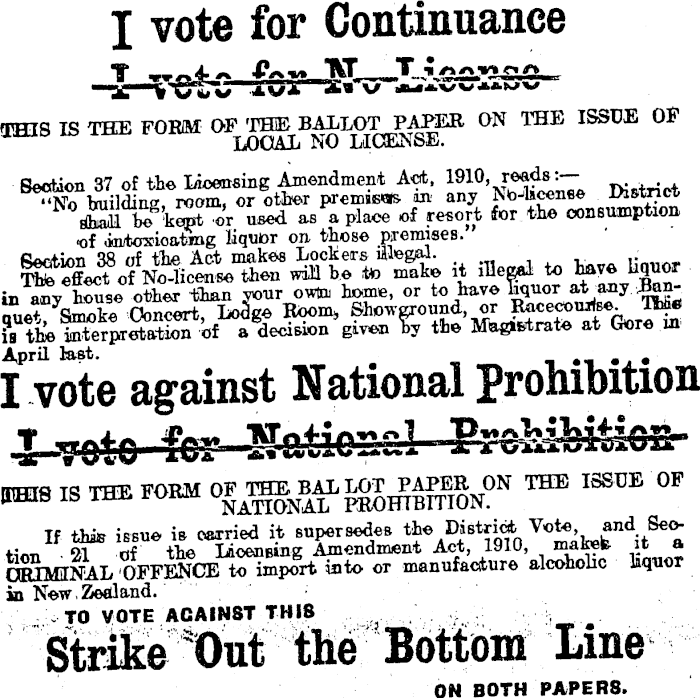 I vote for Continuance
I vote for No License
THIS IS THE FORM OF THE BALLOT PAPER ON THE ISSUE OF
LOCAL NO LICENSE.
Section 37 of the Licensing Amendment Act, 1910, reads:—
"No building, room, or other premises in any No-license District
shall be kept or used as a place of resort for the consumption
of intoxicating liquor on those premises."
Section 38 of the Act makes Lockers illegal.
The effect of No-license then will be to make it illegal to have liquor
in any house other than your own home, or to have liquor at any Ban-
quet, Smoke Concert, Lodge Room, Showground, or Racecourse. This
is the interpretation of a decision given by the Magistrate at Gore in
April last.
I vote against National Prohibition
I vote for National Prohibition
THIS IS THE FORM OF THE BALLOT PAPER ON THE ISSUE OF
NATIONAL PROHIBITION.
If this issue is carried it supersedes the District Vote, and Sec-
tion 21 of the Licensing Amendment Act, 1910, makes it a
CRIMINAL OFFENCE to import into or manufacture alcoholic liquor
in New Zealand.
TO VOTE AGAINST THIS
Strike Out the Bottom Line
ON BOTH PAPERS.